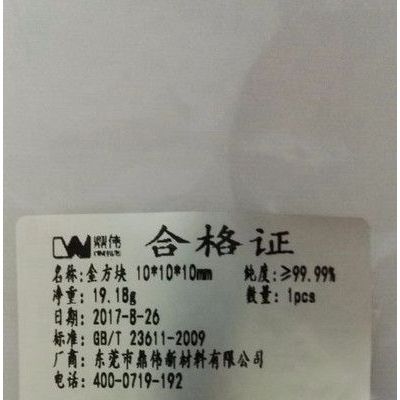 鼎伟 合格证
名称: 金方块 10*10*10mm 纯度: ≥99.99%
净重: 19.18g 数量: 1pcs
日期: 2017-8-26
标准: GB/T 23611-2009
厂商: 东莞市鼎伟新材料有限公司
电话: 400-0719-192